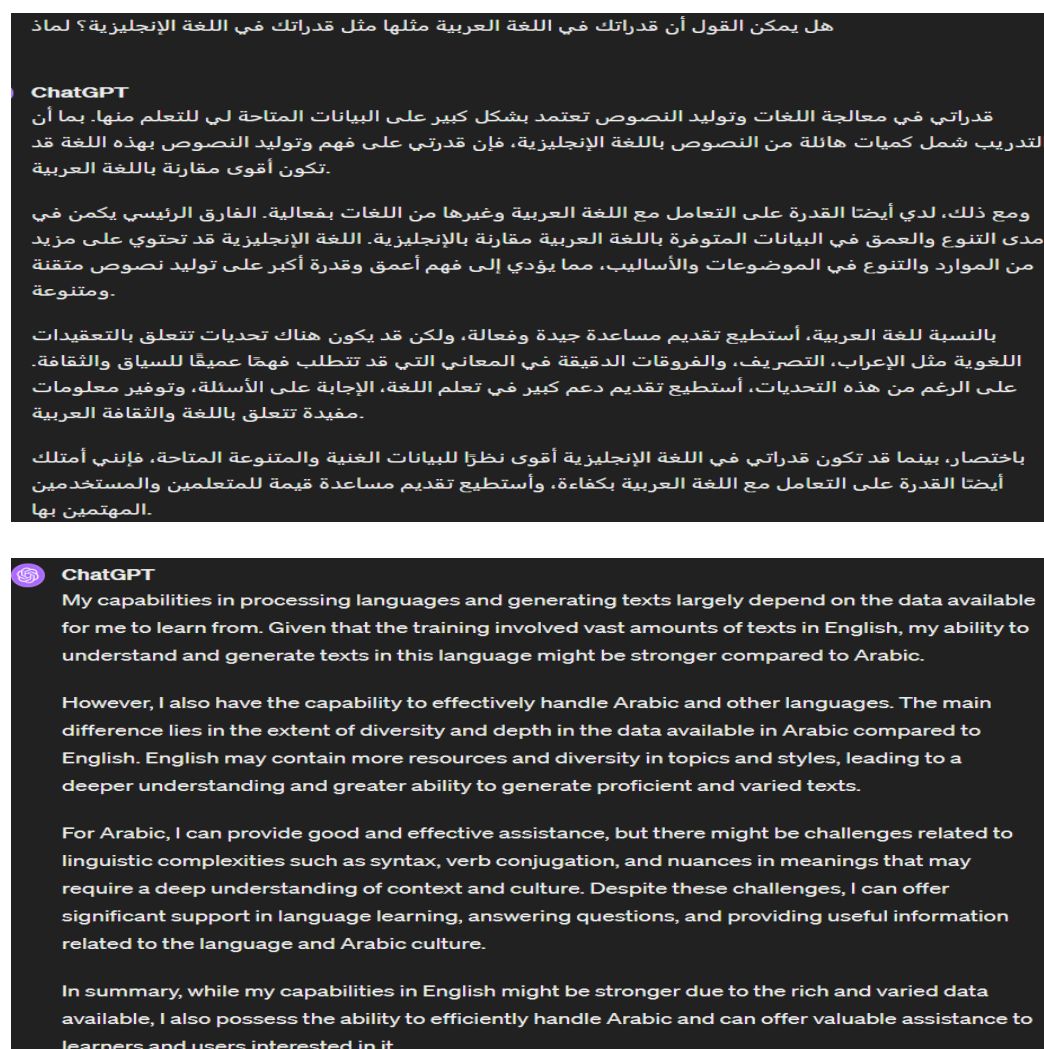 هل يمكن القول أن قدراتك في اللغة العربية مثلها مثل قدراتك في اللغة الإنجليزية؟ لماذ
ChatGPT
قدراتي في معالجة اللغات وتوليد النصوص تعتمد بشكل كبير على البيانات المتاحة لي للتعلم منها. بما أن
لتدريب شمل كميات هائلة من النصوص باللغة الإنجليزية، فإن قدرتي على فهم وتوليد النصوص بهذه اللغة قد
تكون أقوى مقارنة باللغة العربية.
ومع ذلك، لدي أيضًا القدرة على التعامل مع اللغة العربية وغيرها من اللغات بفعالية. الفارق الرئيسي يكمن في
مدى التنوع والعمق في البيانات المتوفرة باللغة العربية مقارنة بالإنجليزية. اللغة الإنجليزية قد تحتوي على مزيد
من الموارد والتنوع في الموضوعات والأساليب، مما يؤدي إلى فهم أعمق وقدرة أكبر على توليد نصوص متقنة
ومتنوعة.
بالنسبة للغة العربية، أستطيع تقديم مساعدة جيدة وفعالة، ولكن قد يكون هناك تحديات تتعلق بالتعقيدات
اللغوية مثل الإعراب، التصريف، والفروقات الدقيقة في المعاني التي قد تتطلب فهمًا عميقًا للسياق والثقافة.
على الرغم من هذه التحديات، أستطيع تقديم دعم كبير في تعلم اللغة، الإجابة على الأسئلة، وتوفير معلومات
مفيدة تتعلق باللغة والثقافة العربية.
باختصار، بينما قد تكون قدراتي في اللغة الإنجليزية أقوى نظرًا للبيانات الغنية والمتنوعة المتاحة، فإنني أمتلك
أيضًا القدرة على التعامل مع اللغة العربية بكفاءة، وأستطيع تقديم مساعدة قيمة للمتعلمين والمستخدمين
المهتمين بها.
ChatGPT
My capabilities in processing languages and generating texts largely depend on the data available
for me to learn from. Given that the training involved vast amounts of texts in English, my ability to
understand and generate texts in this language might be stronger compared to Arabic.
However, I also have the capability to effectively handle Arabic and other languages. The main
difference lies in the extent of diversity and depth in the data available in Arabic compared to
English. English may contain more resources and diversity in topics and styles, leading to a
deeper understanding and greater ability to generate proficient and varied texts.
For Arabic, I can provide good and effective assistance, but there might be challenges related to
linguistic complexities such as syntax, verb conjugation, and nuances in meanings that may
require a deep understanding of context and culture. Despite these challenges, I can offer
significant support in language learning, answering questions, and providing useful information
related to the language and Arabic culture.
In summary, while my capabilities in English might be stronger due to the rich and varied data
available, I also possess the ability to efficiently handle Arabic and can offer valuable assistance to
learners and users interested in it.